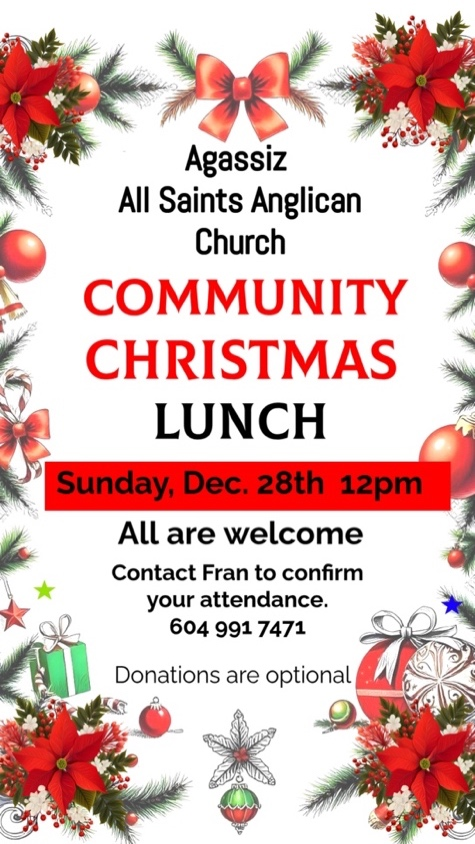 Agassiz
All Saints Anglican
Church
COMMUNITY
CHRISTMAS
LUNCH
Sunday, Dec. 28th 12pm
All are welcome
Contact Fran to confirm
your attendance.
604 991 7471
Donations are optional